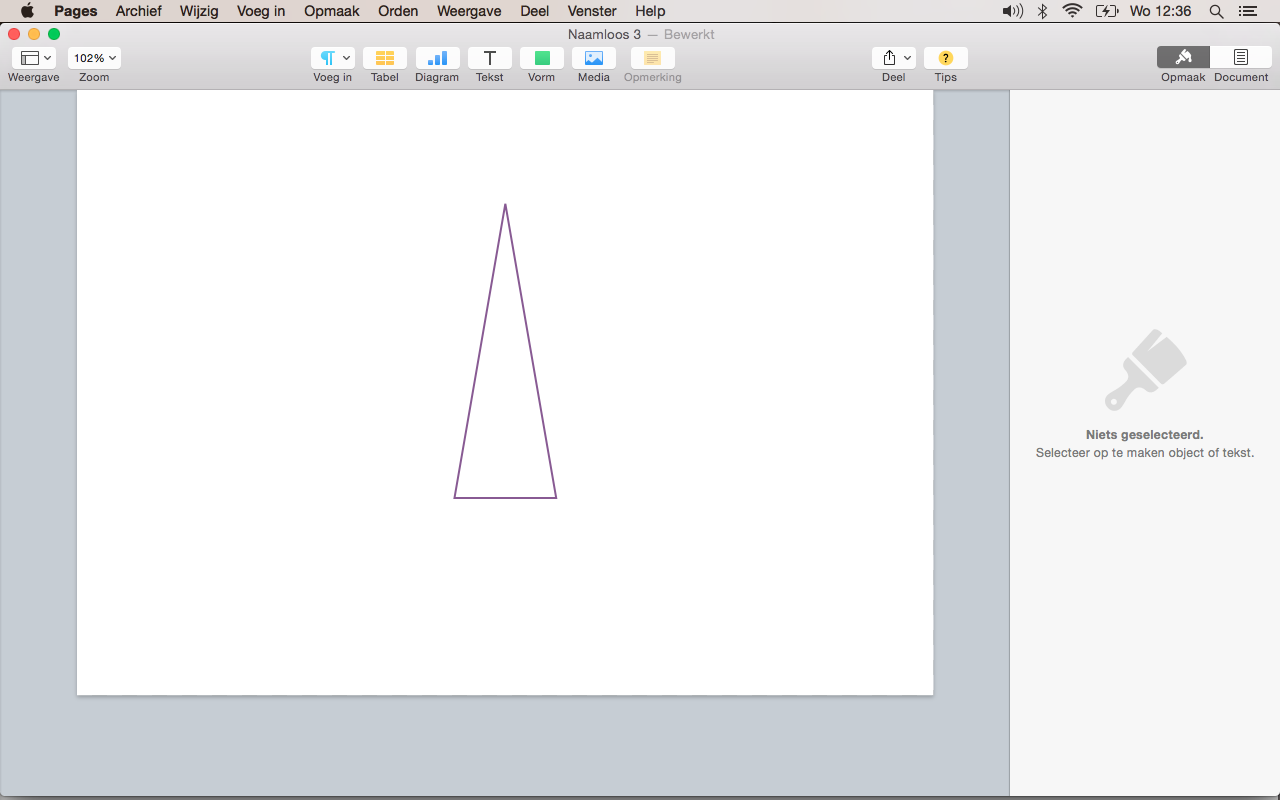 Pages Archief Wijzig Voeg in Opmaak Orden Weergave Deel Venster Help Wo 12:36
Naamloos 3 — Bewerkt
102%
Weergave Zoom Voeg in Tabel Diagram Tekst Vorm Media Opmerking Deel Tips Opmaak Document
Niets geselecteerd.
Selecteer op te maken object of tekst.